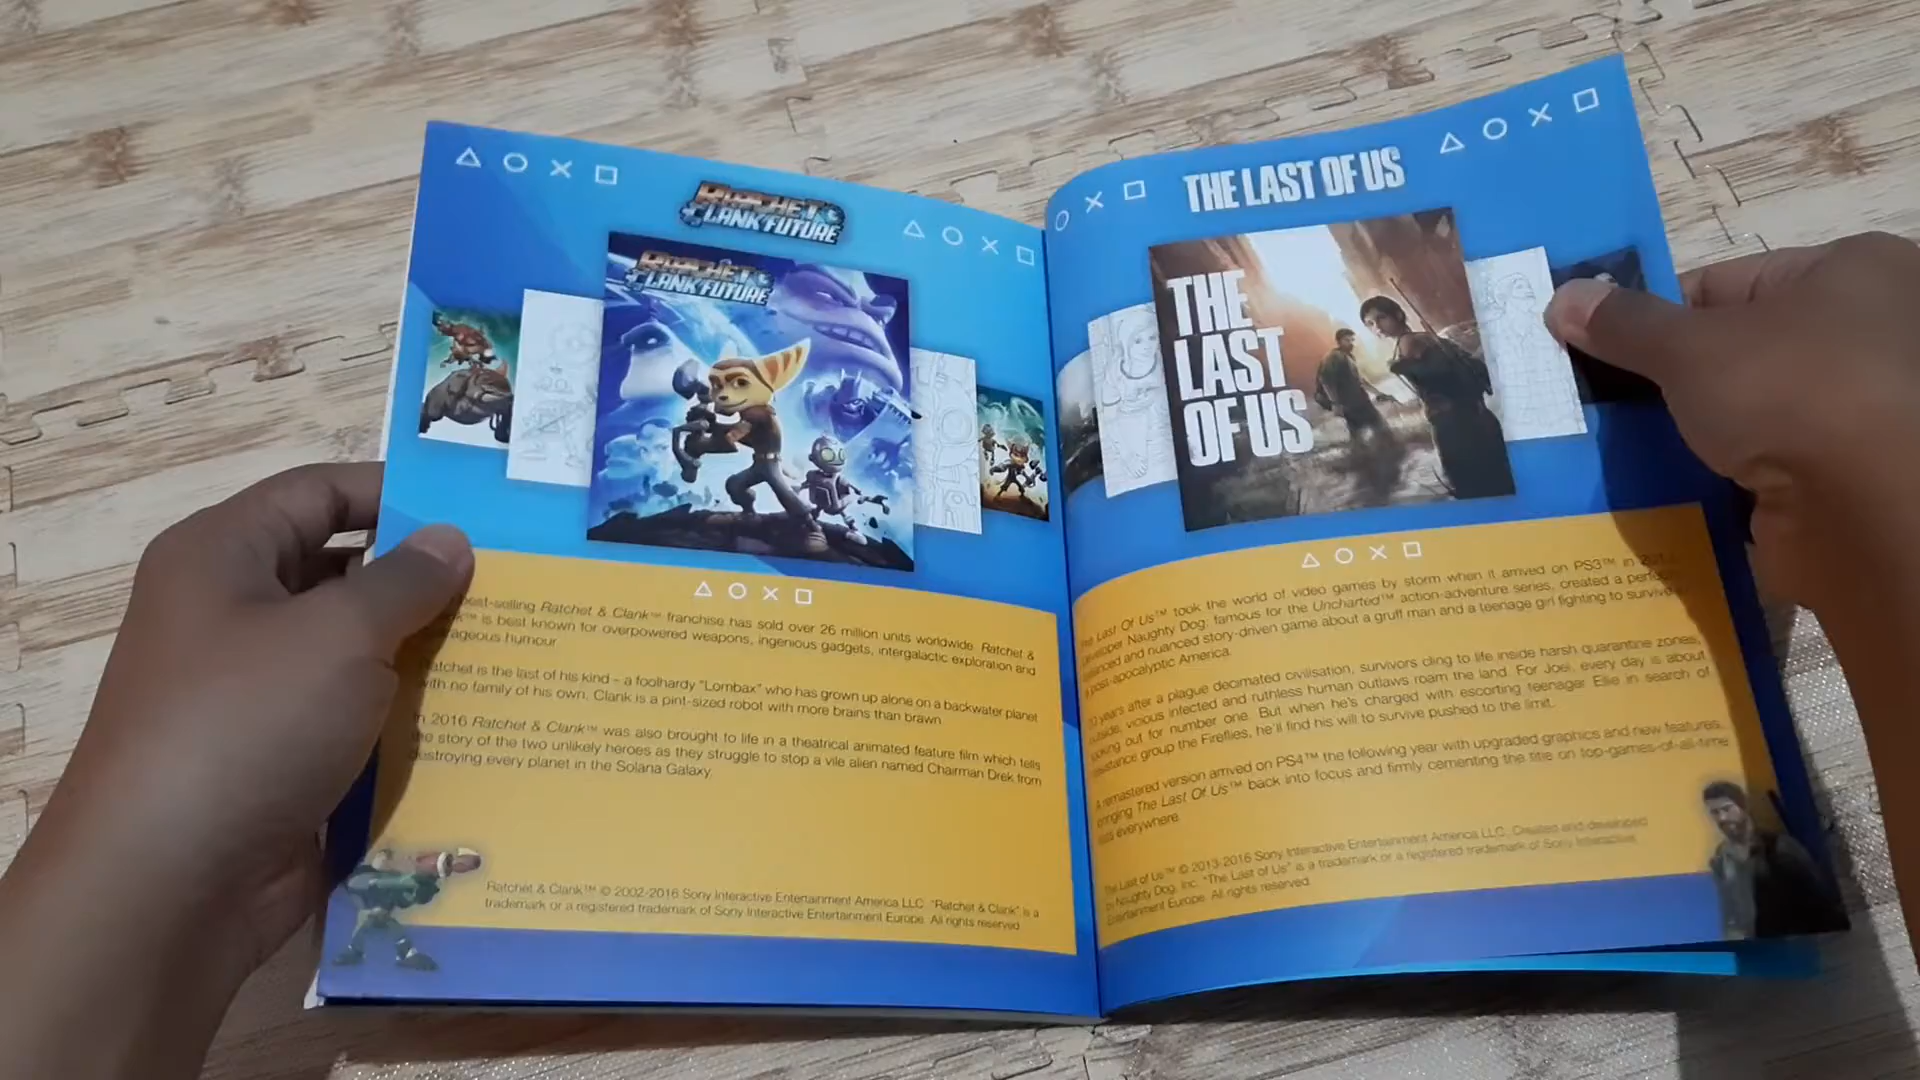 RATCHET
CLANK FUTURE
RATCHET
CLANK FUTURE
best-selling Ratchet & Clank™ franchise has sold over 26 million units worldwide. Ratchet &
is best known for overpowered weapons, ingenious gadgets, intergalactic exploration and
humour.
Ratchet is the last of his kind – a foolhardy "Lombax" who has grown up alone on a backwater planet
with no family of his own. Clank is a pint-sized robot with more brains than brawn.
In 2016 Ratchet & Clank™ was also brought to life in a theatrical animated feature film which tells
the story of the two unlikely heroes as they struggle to stop a vile alien named Chairman Drek from
destroying every planet in the Solana Galaxy.
Ratchet & Clank™ © 2002-2016 Sony Interactive Entertainment America LLC. "Ratchet & Clank" is a
trademark or a registered trademark of Sony Interactive Entertainment Europe. All rights reserved.
THE LAST OF US
THE
LAST
OF US
The Last Of Us™ took the world of video games by storm when it arrived on PS3™ in
developer Naughty Dog, famous for the Uncharted™ action-adventure series, created a
and nuanced story-driven game about a gruff man and a teenage girl fighting to survive
post-apocalyptic America.
years after a plague decimated civilisation, survivors cling to life inside harsh quarantine zones,
outside, vicious infected and ruthless human outlaws roam the land. For Joel, every day is about
looking out for number one. But when he's charged with escorting teenager Ellie in search of
resistance group the Fireflies, he'll find his will to survive pushed to the limit.
A remastered version arrived on PS4™ the following year with upgraded graphics and new features,
bringing The Last Of Us™ back into focus and firmly cementing the title on top-games-of-all-time
everywhere.
The Last of Us™ © 2013-2016 Sony Interactive Entertainment America LLC. Created and developed
by Naughty Dog, Inc. "The Last of Us" is a trademark or a registered trademark of Sony Interactive
Entertainment Europe. All rights reserved.